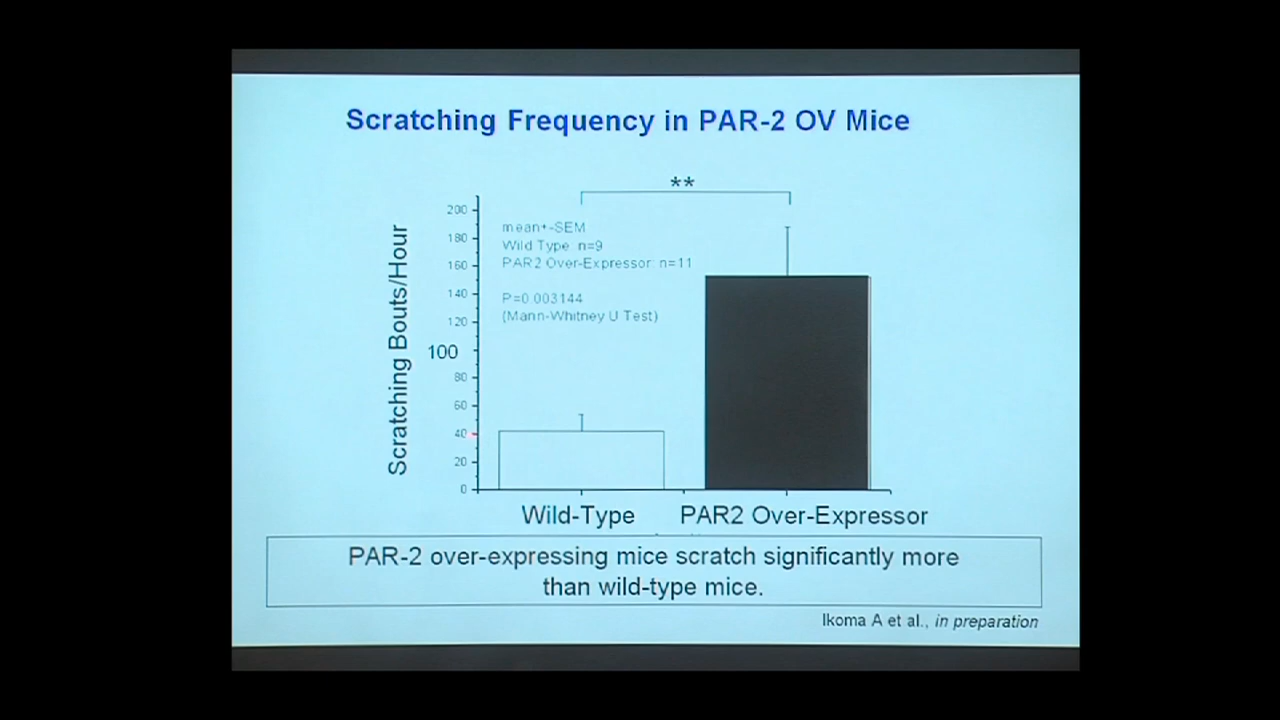 Scratching Frequency in PAR-2 OV Mice
**
Scratching Bouts/Hour
200
180
160
140
120
100
80
60
40
20
0
mean+-SEM
Wild Type n=9
PAR2 Over-Expressor: n=11
P=0.003144
(Mann-Whitney U Test)
Wild-Type PAR2 Over-Expressor
PAR-2 over-expressing mice scratch significantly more
than wild-type mice.
Ikoma A et al., in preparation